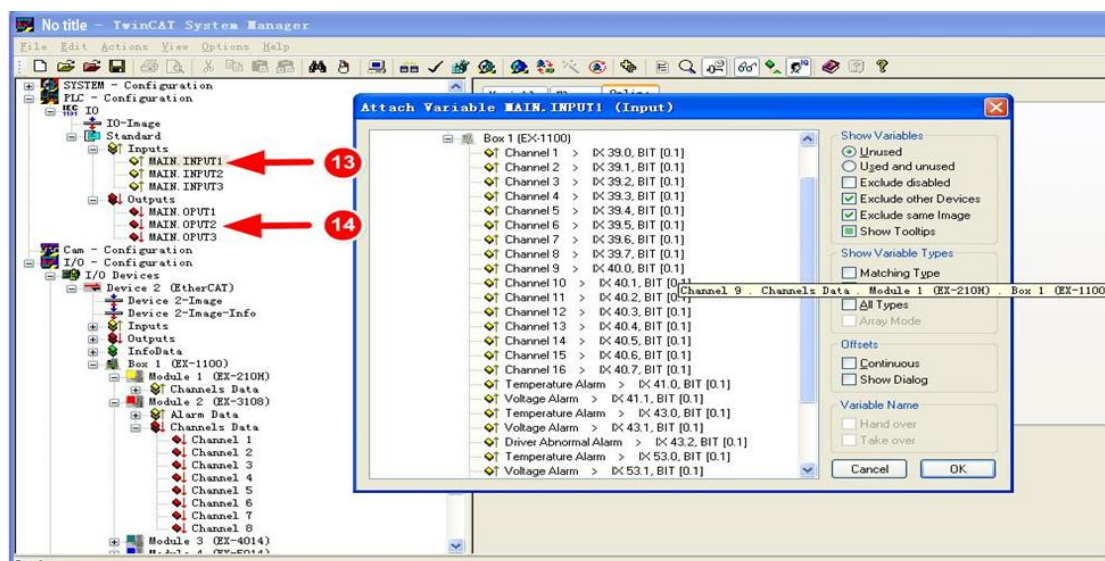 No title - TwinCAT System Manager
File Edit Actions View Options Help
SYSTEM - Configuration
PLC - Configuration
IO
IO-Image
Standard
Inputs
MAIN.INPUT1
13
MAIN.INPUT2
MAIN.INPUT3
Outputs
MAIN.OPUT1
MAIN.OPUT2
14
MAIN.OPUT3
Cam - Configuration
I/O - Configuration
I/O Devices
Device 2 (EtherCAT)
Device 2-Image
Device 2-Image-Info
Inputs
Outputs
InfoData
Box 1 (EX-1100)
Module 1 (EX-210H)
Channels Data
Module 2 (EX-3108)
Alarm Data
Channels Data
Channel 1
Channel 2
Channel 3
Channel 4
Channel 5
Channel 6
Channel 7
Channel 8
Module 3 (EX-4014)
Attach Variable MAIN.INPUT1 (Input)
Box 1 (EX-1100)
Channel 1 > IX 39.0, BIT [0.1]
Channel 2 > IX 39.1, BIT [0.1]
Channel 3 > IX 39.2, BIT [0.1]
Channel 4 > IX 39.3, BIT [0.1]
Channel 5 > IX 39.4, BIT [0.1]
Channel 6 > IX 39.5, BIT [0.1]
Channel 7 > IX 39.6, BIT [0.1]
Channel 8 > IX 39.7, BIT [0.1]
Channel 9 > IX 40.0, BIT [0.1]
Channel 10 > IX 40.1, BIT [0.1]
Channel 11 > IX 40.2, BIT [0.1]
Channel 12 > IX 40.3, BIT [0.1]
Channel 13 > IX 40.4, BIT [0.1]
Channel 14 > IX 40.5, BIT [0.1]
Channel 15 > IX 40.6, BIT [0.1]
Channel 16 > IX 40.7, BIT [0.1]
Temperature Alarm > IX 41.0, BIT [0.1]
Voltage Alarm > IX 41.1, BIT [0.1]
Temperature Alarm > IX 43.0, BIT [0.1]
Voltage Alarm > IX 43.1, BIT [0.1]
Driver Abnormal Alarm > IX 43.2, BIT [0.1]
Temperature Alarm > IX 53.0, BIT [0.1]
Voltage Alarm > IX 53.1, BIT [0.1]
Channel 9 . Channels Data . Module 1 (EX-210H) . Box 1 (EX-1100
Show Variables
Unused
Used and unused
Exclude disabled
Exclude other Devices
Exclude same Image
Show Tooltips
Show Variable Types
Matching Type
All Types
Array Mode
Offsets
Continuous
Show Dialog
Variable Name
Hand over
Take over
Cancel OK